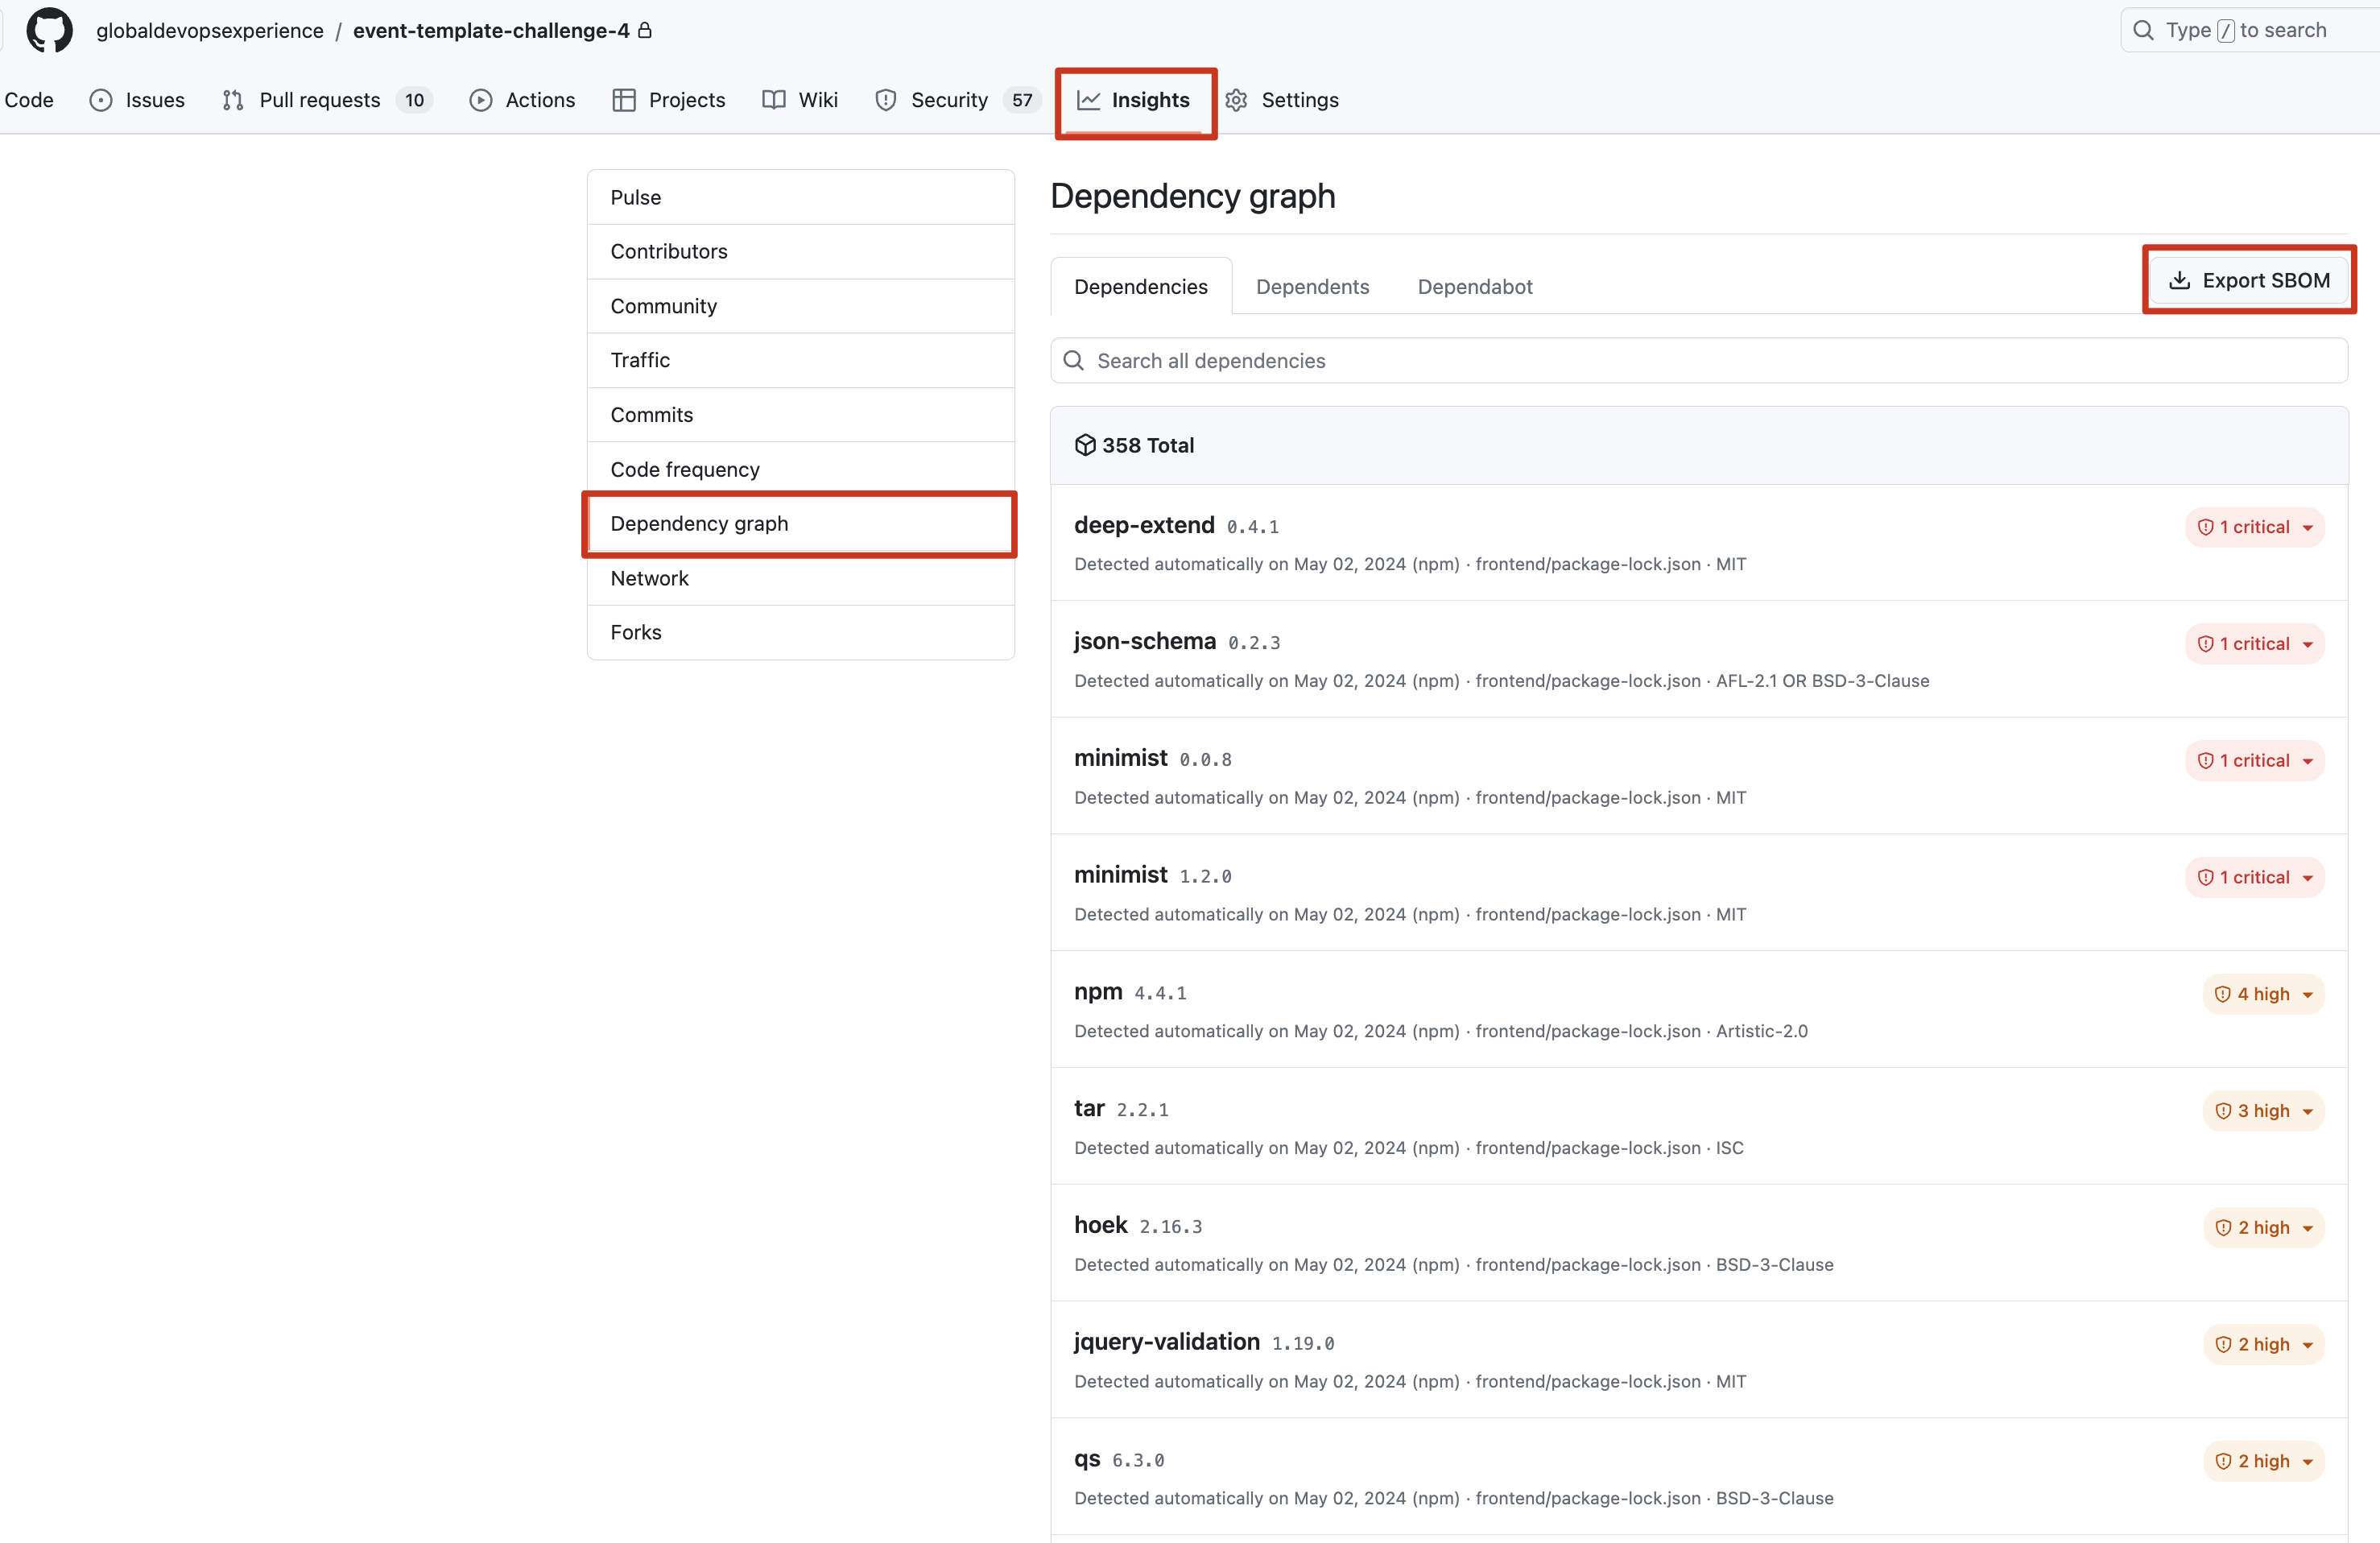 globaldevopsexperience / event-template-challenge-4
Type / to search
Code Issues Pull requests 10 Actions Projects Wiki Security 57 Insights Settings
Pulse
Contributors
Community
Traffic
Commits
Code frequency
Dependency graph
Network
Forks
Dependency graph
Dependencies Dependents Dependabot
Export SBOM
Search all dependencies
358 Total
deep-extend 0.4.1
1 critical
Detected automatically on May 02, 2024 (npm) · frontend/package-lock.json · MIT
json-schema 0.2.3
1 critical
Detected automatically on May 02, 2024 (npm) · frontend/package-lock.json · AFL-2.1 OR BSD-3-Clause
minimist 0.0.8
1 critical
Detected automatically on May 02, 2024 (npm) · frontend/package-lock.json · MIT
minimist 1.2.0
1 critical
Detected automatically on May 02, 2024 (npm) · frontend/package-lock.json · MIT
npm 4.4.1
4 high
Detected automatically on May 02, 2024 (npm) · frontend/package-lock.json · Artistic-2.0
tar 2.2.1
3 high
Detected automatically on May 02, 2024 (npm) · frontend/package-lock.json · ISC
hoek 2.16.3
2 high
Detected automatically on May 02, 2024 (npm) · frontend/package-lock.json · BSD-3-Clause
jquery-validation 1.19.0
2 high
Detected automatically on May 02, 2024 (npm) · frontend/package-lock.json · MIT
qs 6.3.0
2 high
Detected automatically on May 02, 2024 (npm) · frontend/package-lock.json · BSD-3-Clause